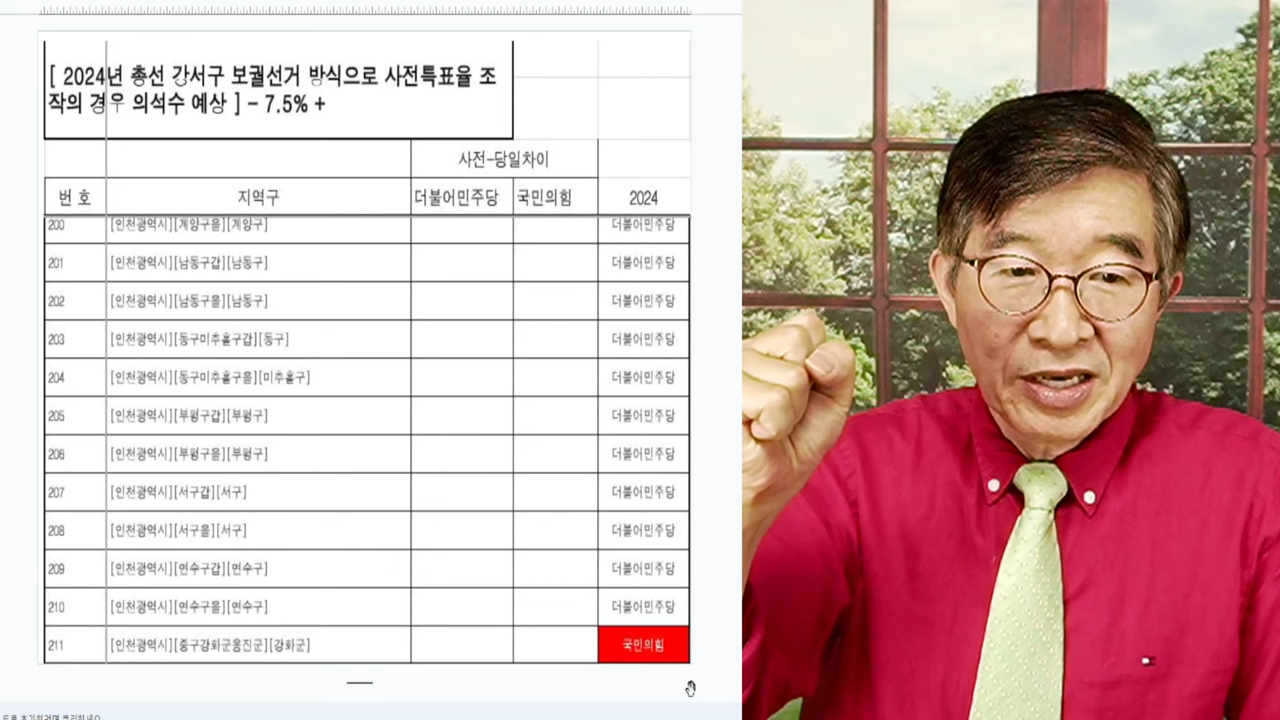 [ 2024년 총선 강서구 보궐선거 방식으로 사전특표율 조
작의 경우 의석수 예상 ] - 7.5% +
사전-당일차이
번 호 지역구 더불어민주당 국민의힘 2024
200 [인천광역시][계양구을][계양구] 더불어민주당
201 [인천광역시][남동구갑][남동구] 더불어민주당
202 [인천광역시][남동구을][남동구] 더불어민주당
203 [인천광역시][동구미추홀구갑][동구] 더불어민주당
204 [인천광역시][동구미추홀구을][미추홀구] 더불어민주당
205 [인천광역시][부평구갑][부평구] 더불어민주당
206 [인천광역시][부평구을][부평구] 더불어민주당
207 [인천광역시][서구갑][서구] 더불어민주당
208 [인천광역시][서구을][서구] 더불어민주당
209 [인천광역시][연수구갑][연수구] 더불어민주당
210 [인천광역시][연수구을][연수구] 더불어민주당
211 [인천광역시][중구강화군옹진군][강화군] 국민의힘